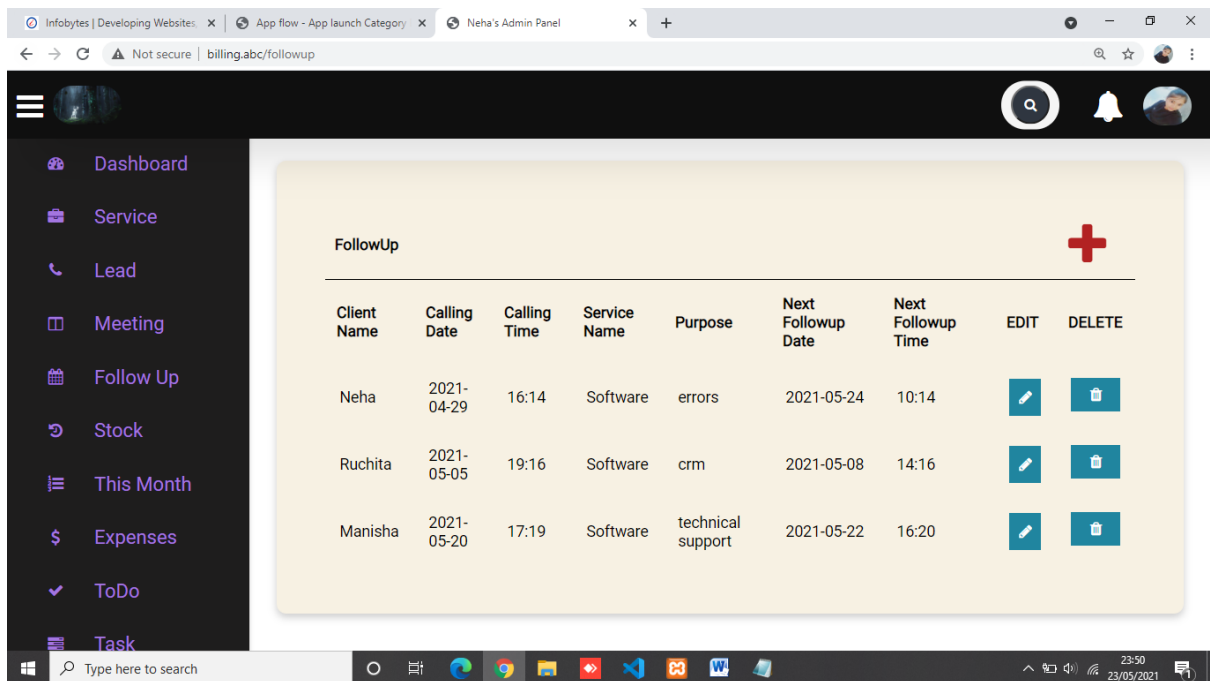 Infobytes | Developing Websites,
App flow - App launch Category
Neha's Admin Panel
Not secure | billing.abc/followup
Dashboard
Service
Lead
Meeting
Follow Up
Stock
This Month
Expenses
ToDo
Task
FollowUp
Client Name Calling Date Calling Time Service Name Purpose Next Followup Date Next Followup Time EDIT DELETE
Neha 2021-04-29 16:14 Software errors 2021-05-24 10:14
Ruchita 2021-05-05 19:16 Software crm 2021-05-08 14:16
Manisha 2021-05-20 17:19 Software technical support 2021-05-22 16:20
Type here to search
23:50
23/05/2021
1